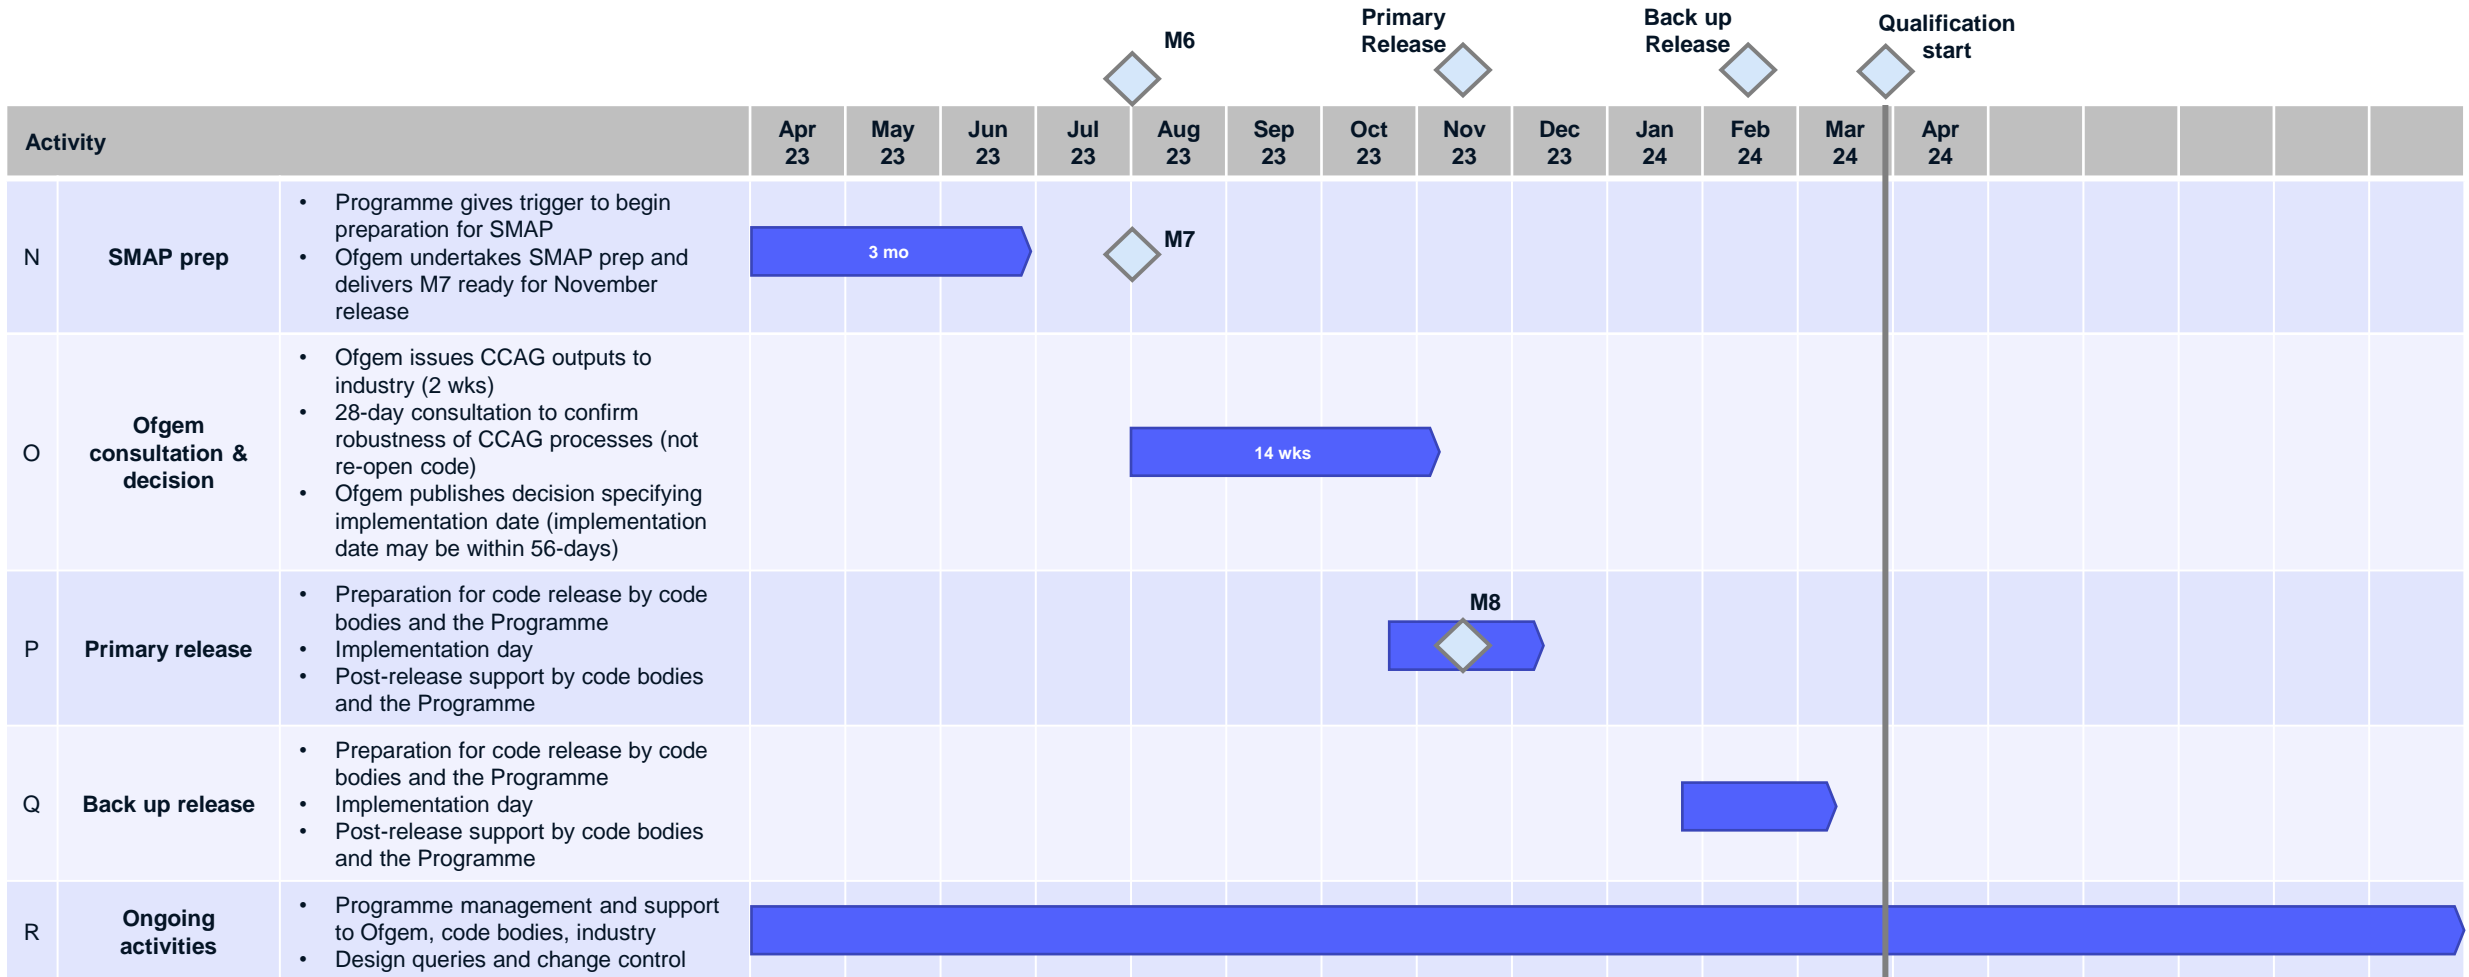 M6
Primary
Release
Back up
Release
Qualification
start
Activity
Apr
23
May
23
Jun
23
Jul
23
Aug
23
Sep
23
Oct
23
Nov
23
Dec
23
Jan
24
Feb
24
Mar
24
Apr
24
N
SMAP prep
• Programme gives trigger to begin
preparation for SMAP
• Ofgem undertakes SMAP prep and
delivers M7 ready for November
release
3 mo
M7
O
Ofgem
consultation &
decision
• Ofgem issues CCAG outputs to
industry (2 wks)
• 28-day consultation to confirm
robustness of CCAG processes (not
re-open code)
• Ofgem publishes decision specifying
implementation date (implementation
date may be within 56-days)
14 wks
P
Primary release
• Preparation for code release by code
bodies and the Programme
• Implementation day
• Post-release support by code bodies
and the Programme
M8
Q
Back up release
• Preparation for code release by code
bodies and the Programme
• Implementation day
• Post-release support by code bodies
and the Programme
R
Ongoing
activities
• Programme management and support
to Ofgem, code bodies, industry
• Design queries and change control